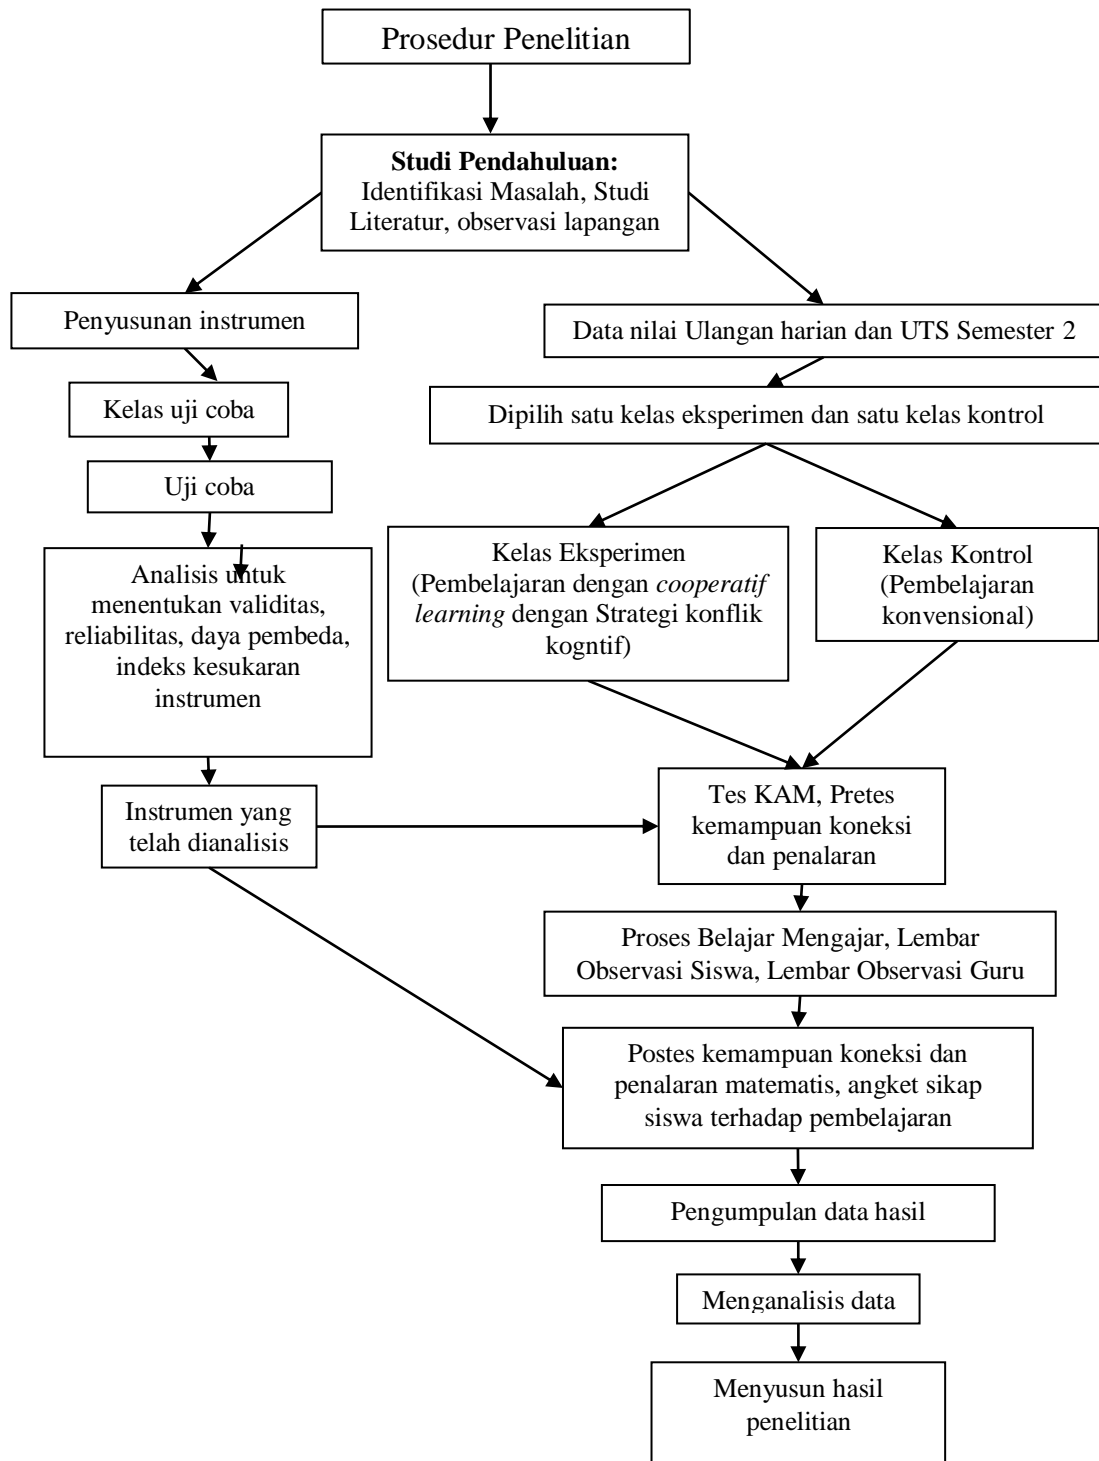 Prosedur Penelitian
Studi Pendahuluan:
Identifikasi Masalah, Studi
Literatur, observasi lapangan
Penyusunan instrumen
Data nilai Ulangan harian dan UTS Semester 2
Kelas uji coba
Dipilih satu kelas eksperimen dan satu kelas kontrol
Uji coba
Analisis untuk
menentukan validitas,
reliabilitas, daya pembeda,
indeks kesukaran
instrumen
Kelas Eksperimen
(Pembelajaran dengan cooperatif
learning dengan Strategi konflik
kogntif)
Kelas Kontrol
(Pembelajaran
konvensional)
Instrumen yang
telah dianalisis
Tes KAM, Pretes
kemampuan koneksi
dan penalaran
Proses Belajar Mengajar, Lembar
Observasi Siswa, Lembar Observasi Guru
Postes kemampuan koneksi dan
penalaran matematis, angket sikap
siswa terhadap pembelajaran
Pengumpulan data hasil
Menganalisis data
Menyusun hasil
penelitian